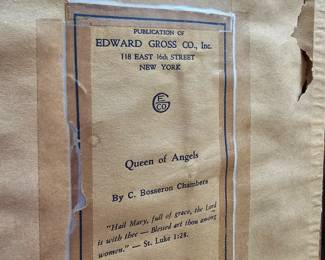 PUBLICATION OF
EDWARD GROSS CO., Inc.
118 EAST 16th STREET
NEW YORK
E
G
CO.
Queen of Angels
By C. Bosseron Chambers
"Hail Mary, full of grace, the Lord
is with thee — Blessed art thou among
women." — St. Luke 1:28.